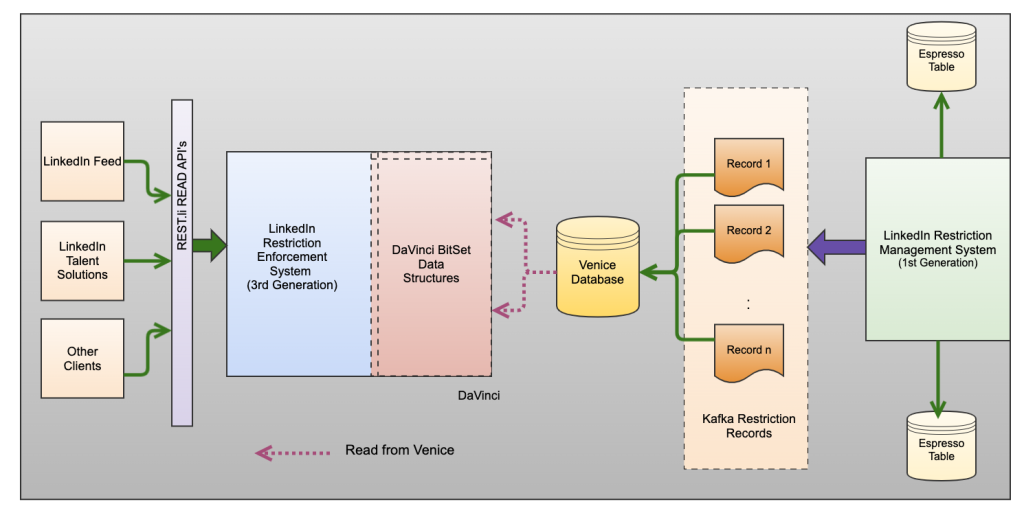 LinkedIn Feed
LinkedIn
Talent
Solutions
Other
Clients
REST.li READ API's
LinkedIn
Restriction
Enforcement
System
(3rd Generation)
DaVinci BitSet
Data
Structures
DaVinci
Read from Venice
Venice
Database
Record 1
Record 2
:
Record n
Kafka Restriction
Records
Espresso
Table
LinkedIn Restriction
Management System
(1st Generation)
Espresso
Table